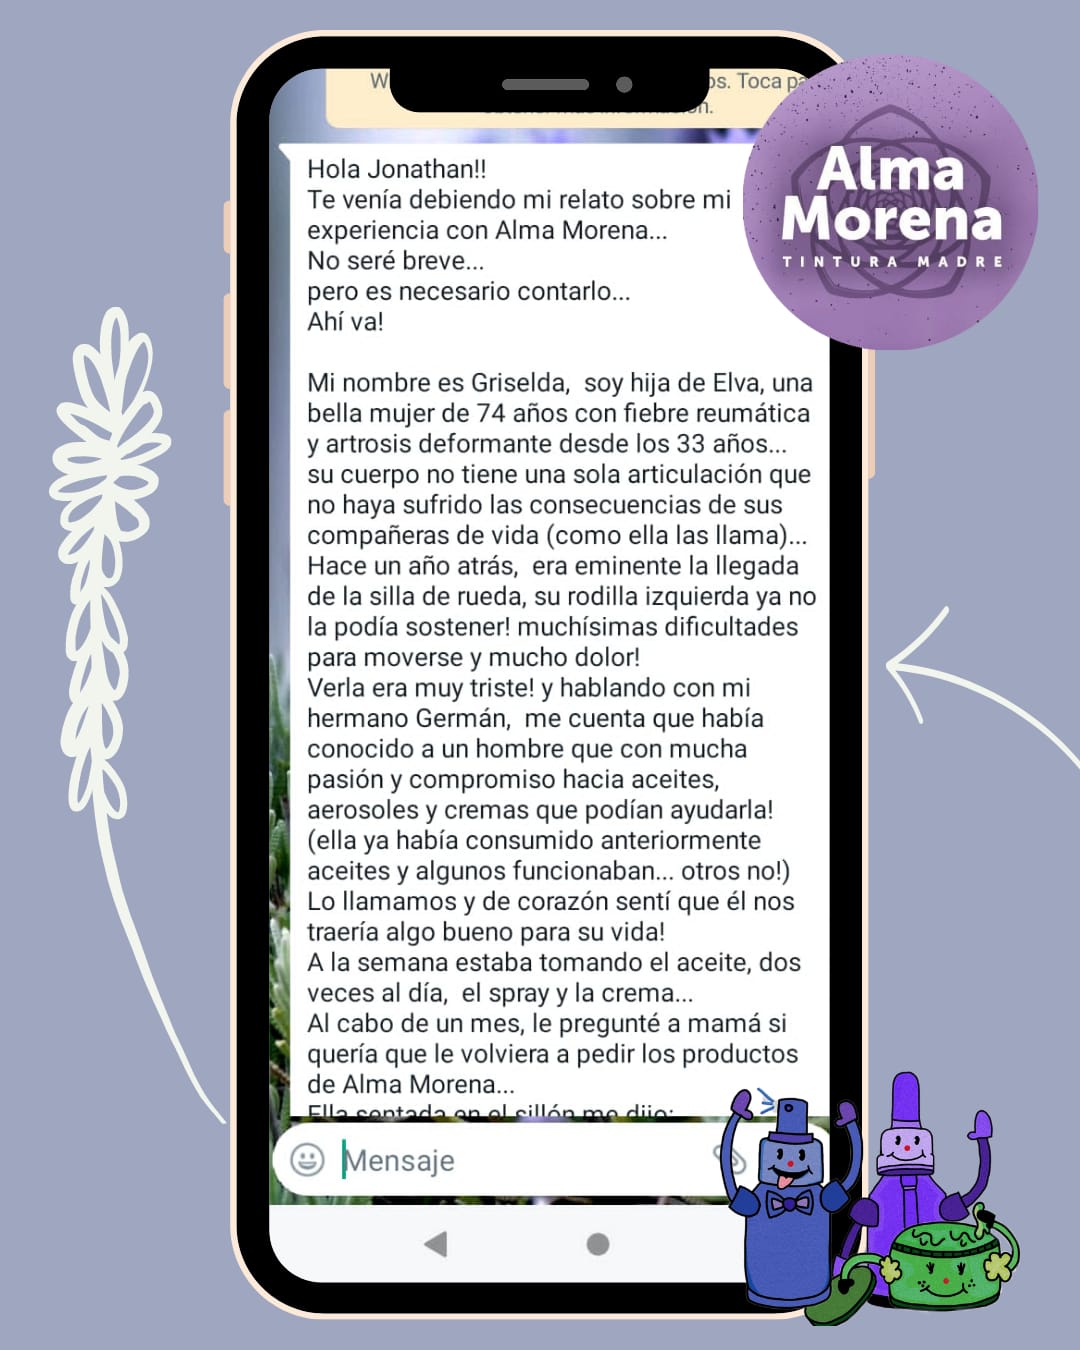 os. Toca pa
Alma
Morena
TINTURA MADRE
Hola Jonathan!!
Te venía debiendo mi relato sobre mi
experiencia con Alma Morena...
No seré breve...
pero es necesario contarlo...
Ahí va!
Mi nombre es Griselda, soy hija de Elva, una
bella mujer de 74 años con fiebre reumática
y artrosis deformante desde los 33 años...
su cuerpo no tiene una sola articulación que
no haya sufrido las consecuencias de sus
compañeras de vida (como ella las llama)...
Hace un año atrás, era eminente la llegada
de la silla de rueda, su rodilla izquierda ya no
la podía sostener! muchísimas dificultades
para moverse y mucho dolor!
Verla era muy triste! y hablando con mi
hermano Germán, me cuenta que había
conocido a un hombre que con mucha
pasión y compromiso hacia aceites,
aerosoles y cremas que podían ayudarla!
(ella ya había consumido anteriormente
aceites y algunos funcionaban... otros no!)
Lo llamamos y de corazón sentí que él nos
traería algo bueno para su vida!
A la semana estaba tomando el aceite, dos
veces al día, el spray y la crema...
Al cabo de un mes, le pregunté a mamá si
quería que le volviera a pedir los productos
de Alma Morena...
Ella sentada en el sillón me dijo:
Mensaje